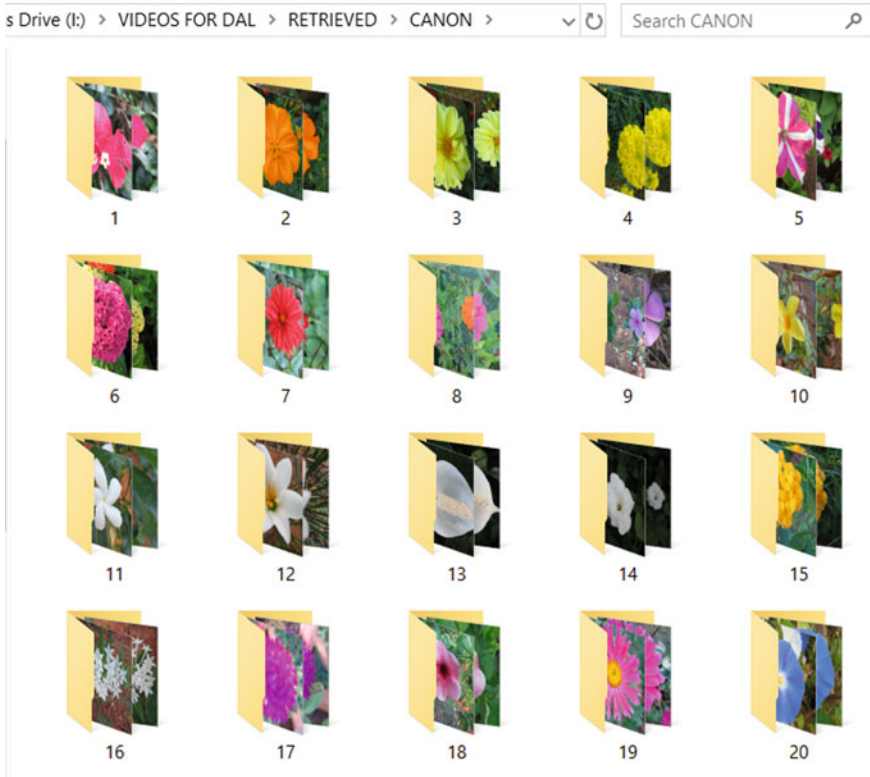 s Drive (I:) > VIDEOS FOR DAL > RETRIEVED > CANON > Search CANON
1 2 3 4 5
6 7 8 9 10
11 12 13 14 15
16 17 18 19 20